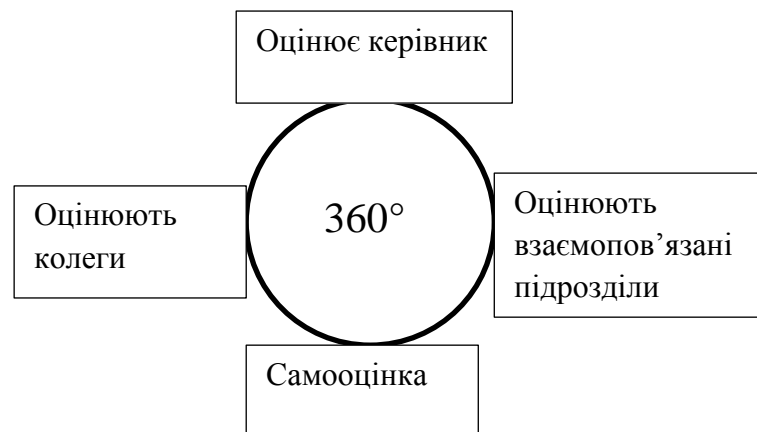 Оцінює керівник
Оцінюють
колеги
360°
Оцінюють
взаємопов’язані
підрозділи
Самооцінка